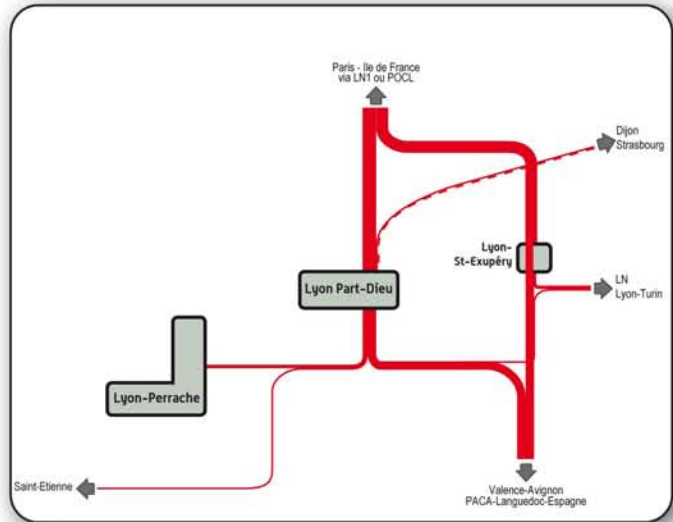 Paris - Ile de France
via LN1 ou POCL
Dijon
Strasbourg
Lyon-
St-Exupéry
Lyon Part-Dieu
LN
Lyon-Turin
Lyon-Perrache
Saint-Etienne
Valence-Avignon
PACA-Languedoc-Espagne